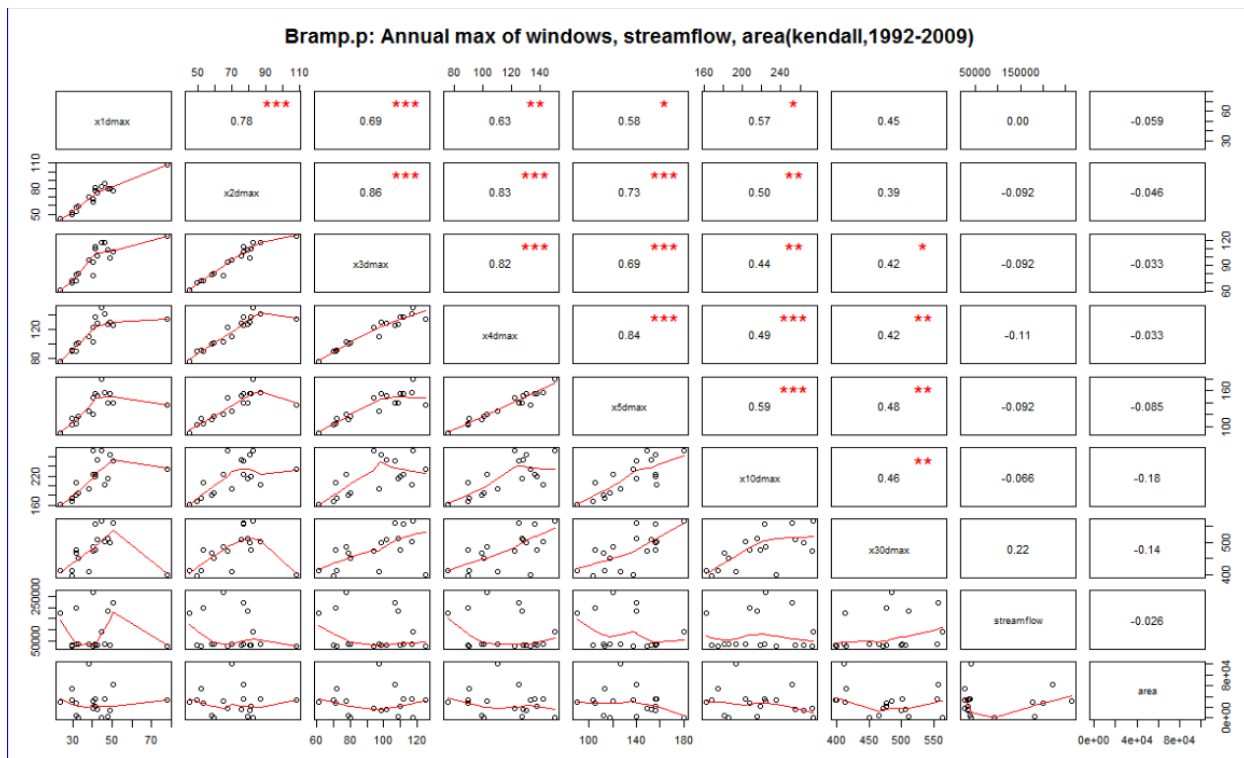 Bramp.p: Annual max of windows, streamflow, area(kendall,1992-2009)
50 70 90 110 80 100 120 140 160 200 240 50000 150000
*** *** ** * *
x1dmax 0.78 0.69 0.63 0.58 0.57 0.45 0.00 -0.059 30 60
*** *** *** **
50 80 110 x2dmax 0.86 0.83 0.73 0.50 0.39 -0.092 -0.046
*** *** ** *
x3dmax 0.82 0.69 0.44 0.42 -0.092 -0.033 60 90 120
*** *** **
80 120 x4dmax 0.84 0.49 0.42 -0.11 -0.033
*** **
x5dmax 0.59 0.48 -0.092 -0.085 100 160
**
160 220 x10dmax 0.46 -0.066 -0.18
x30dmax 0.22 -0.14 400 500
50000 250000 streamflow -0.026
area 0e+00 8e+04
30 50 70 60 80 100 120 100 140 180 400 450 500 550 0e+00 4e+04 8e+04